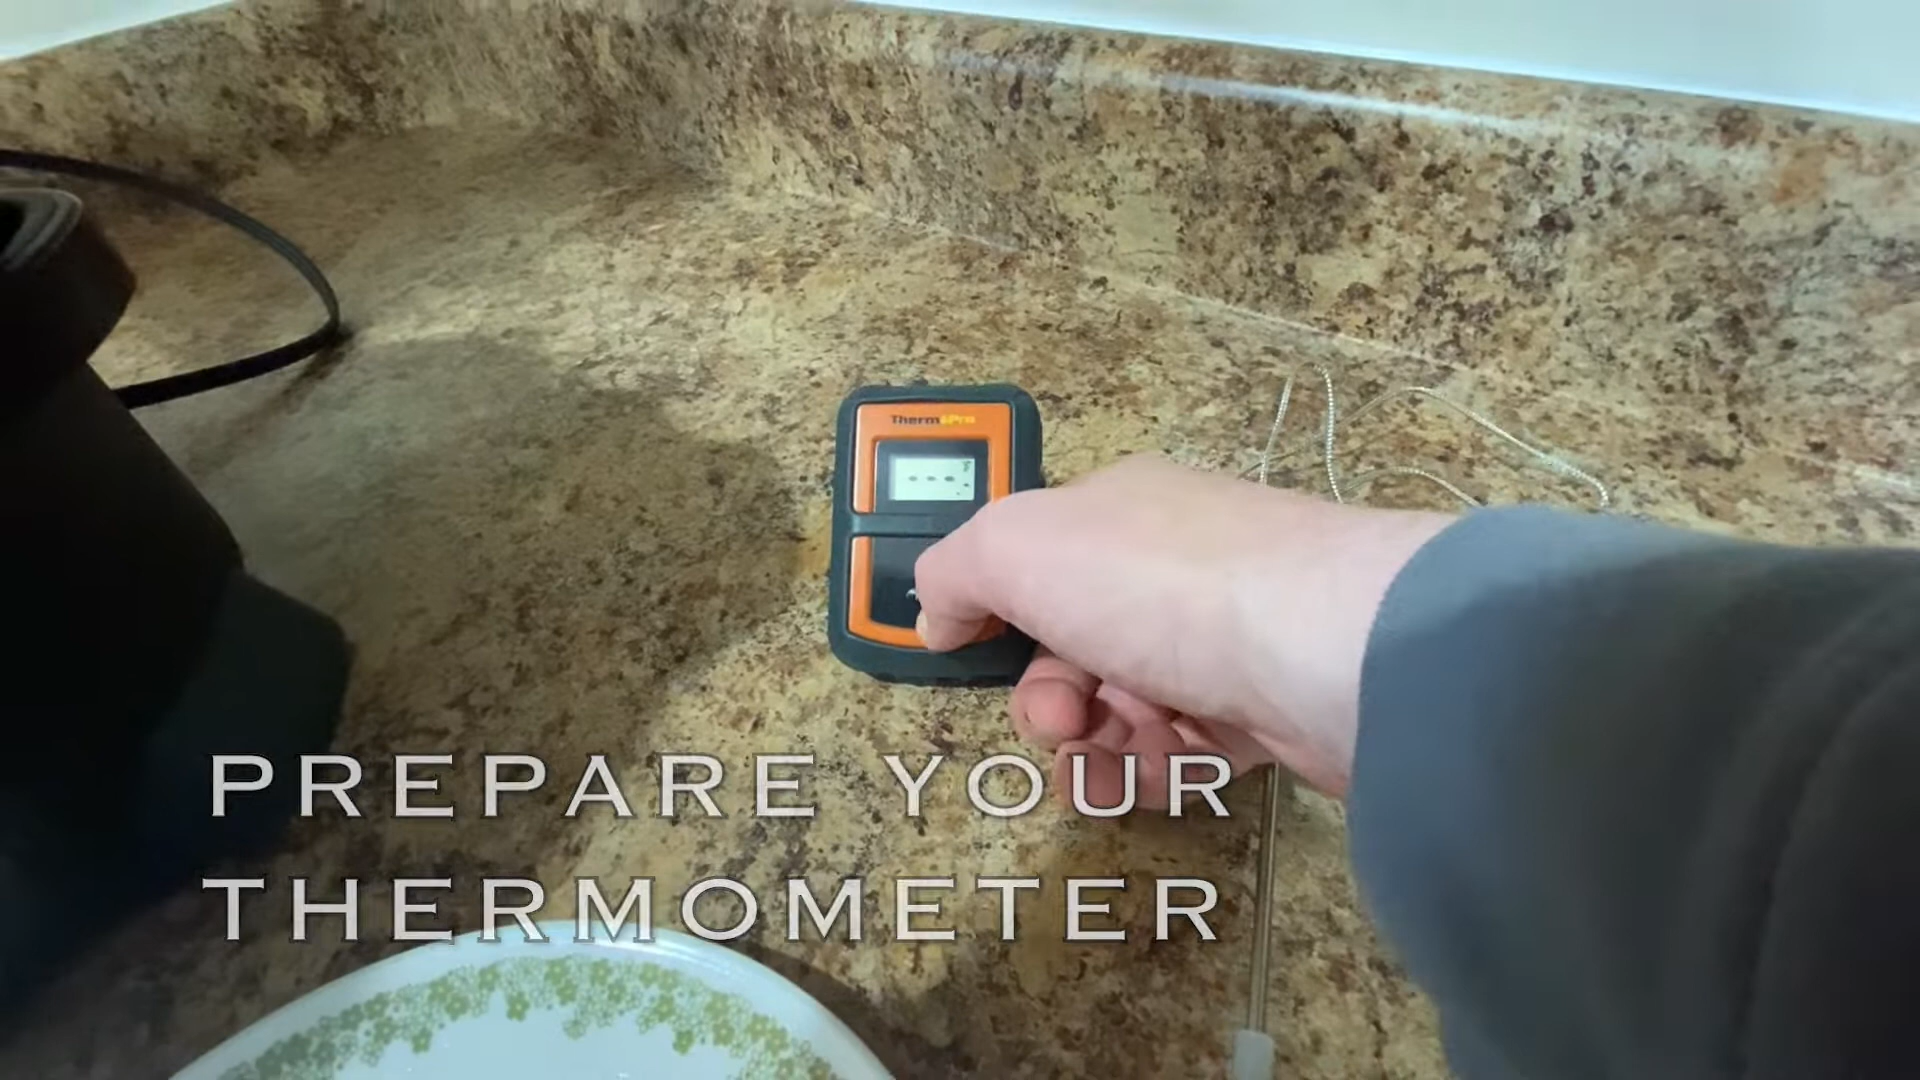 ThermoPro
- - -
PREPARE YOUR
THERMOMETER